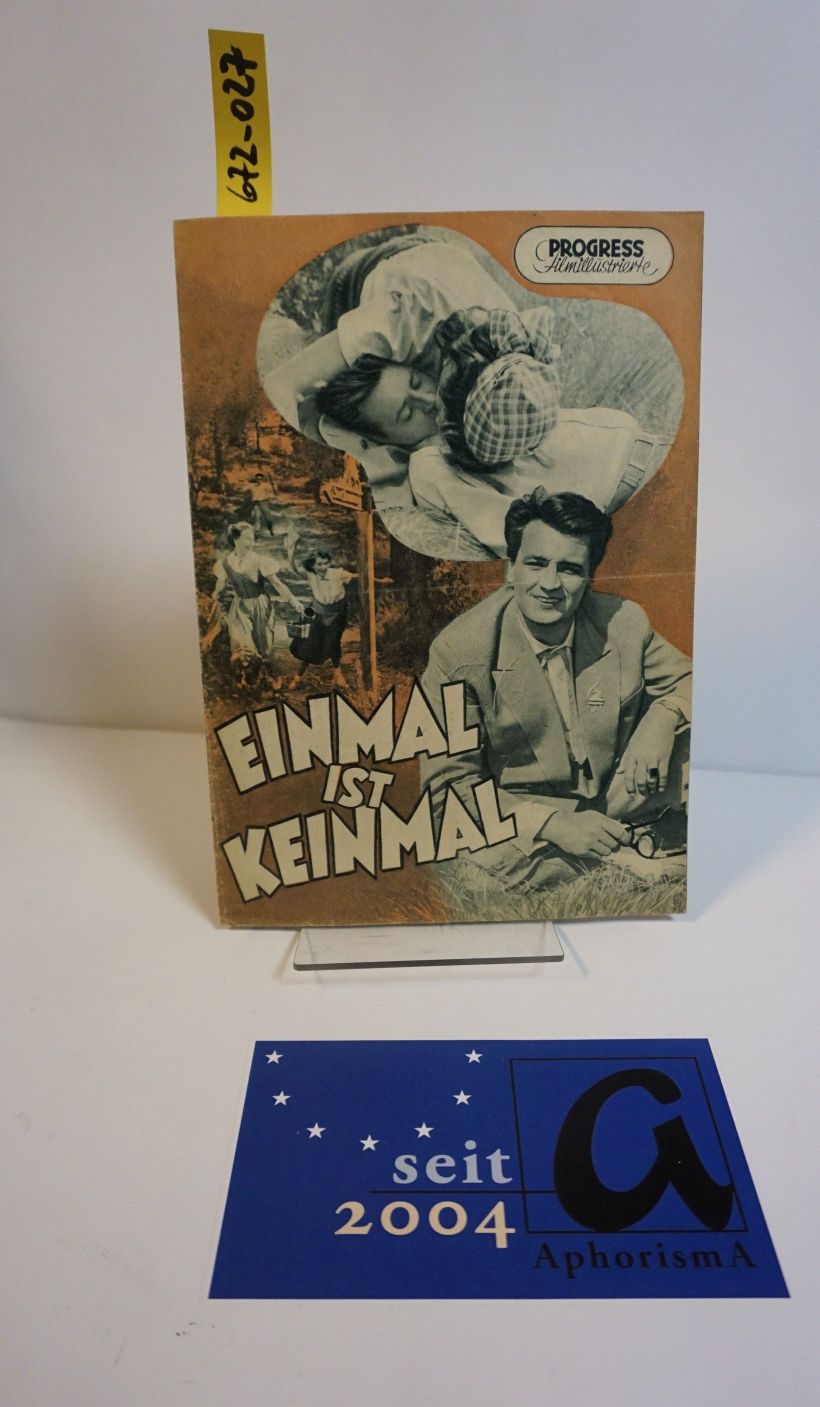 672-027
PROGRESS
Filmillustrierte
EINMAL
IST
KEINMAL
a
seit
2004
AphorismA